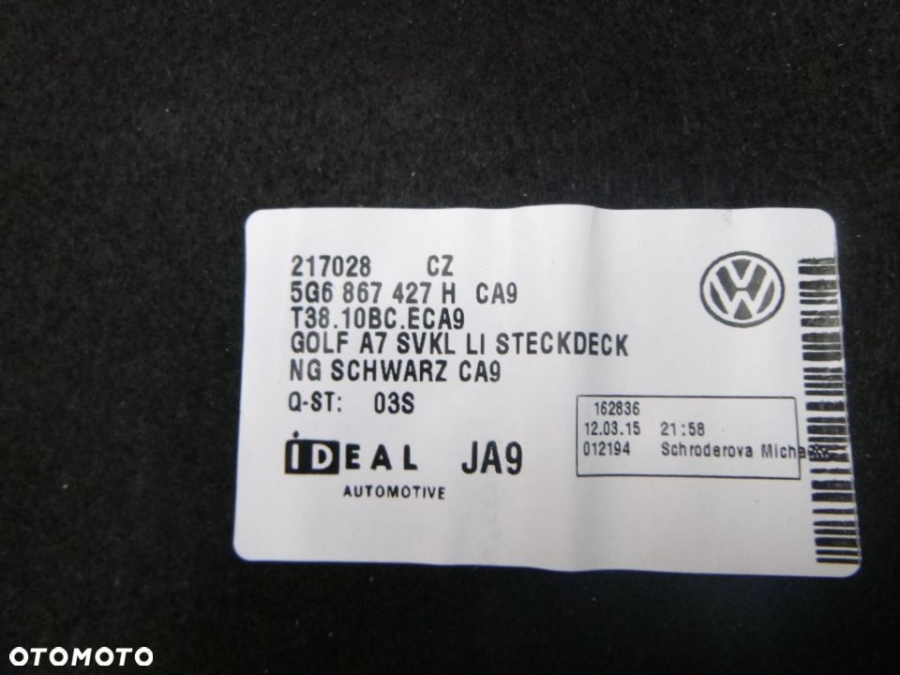 217028 CZ
5G6 867 427 H CA9
T38.10BC.ECA9
GOLF A7 SVKL LI STECKDECK
NG SCHWARZ CA9
Q-ST: 03S
iDEAL JA9
AUTOMOTIVE
162836
12.03.15 21:58
012194 Schroderova
OTOMOTO